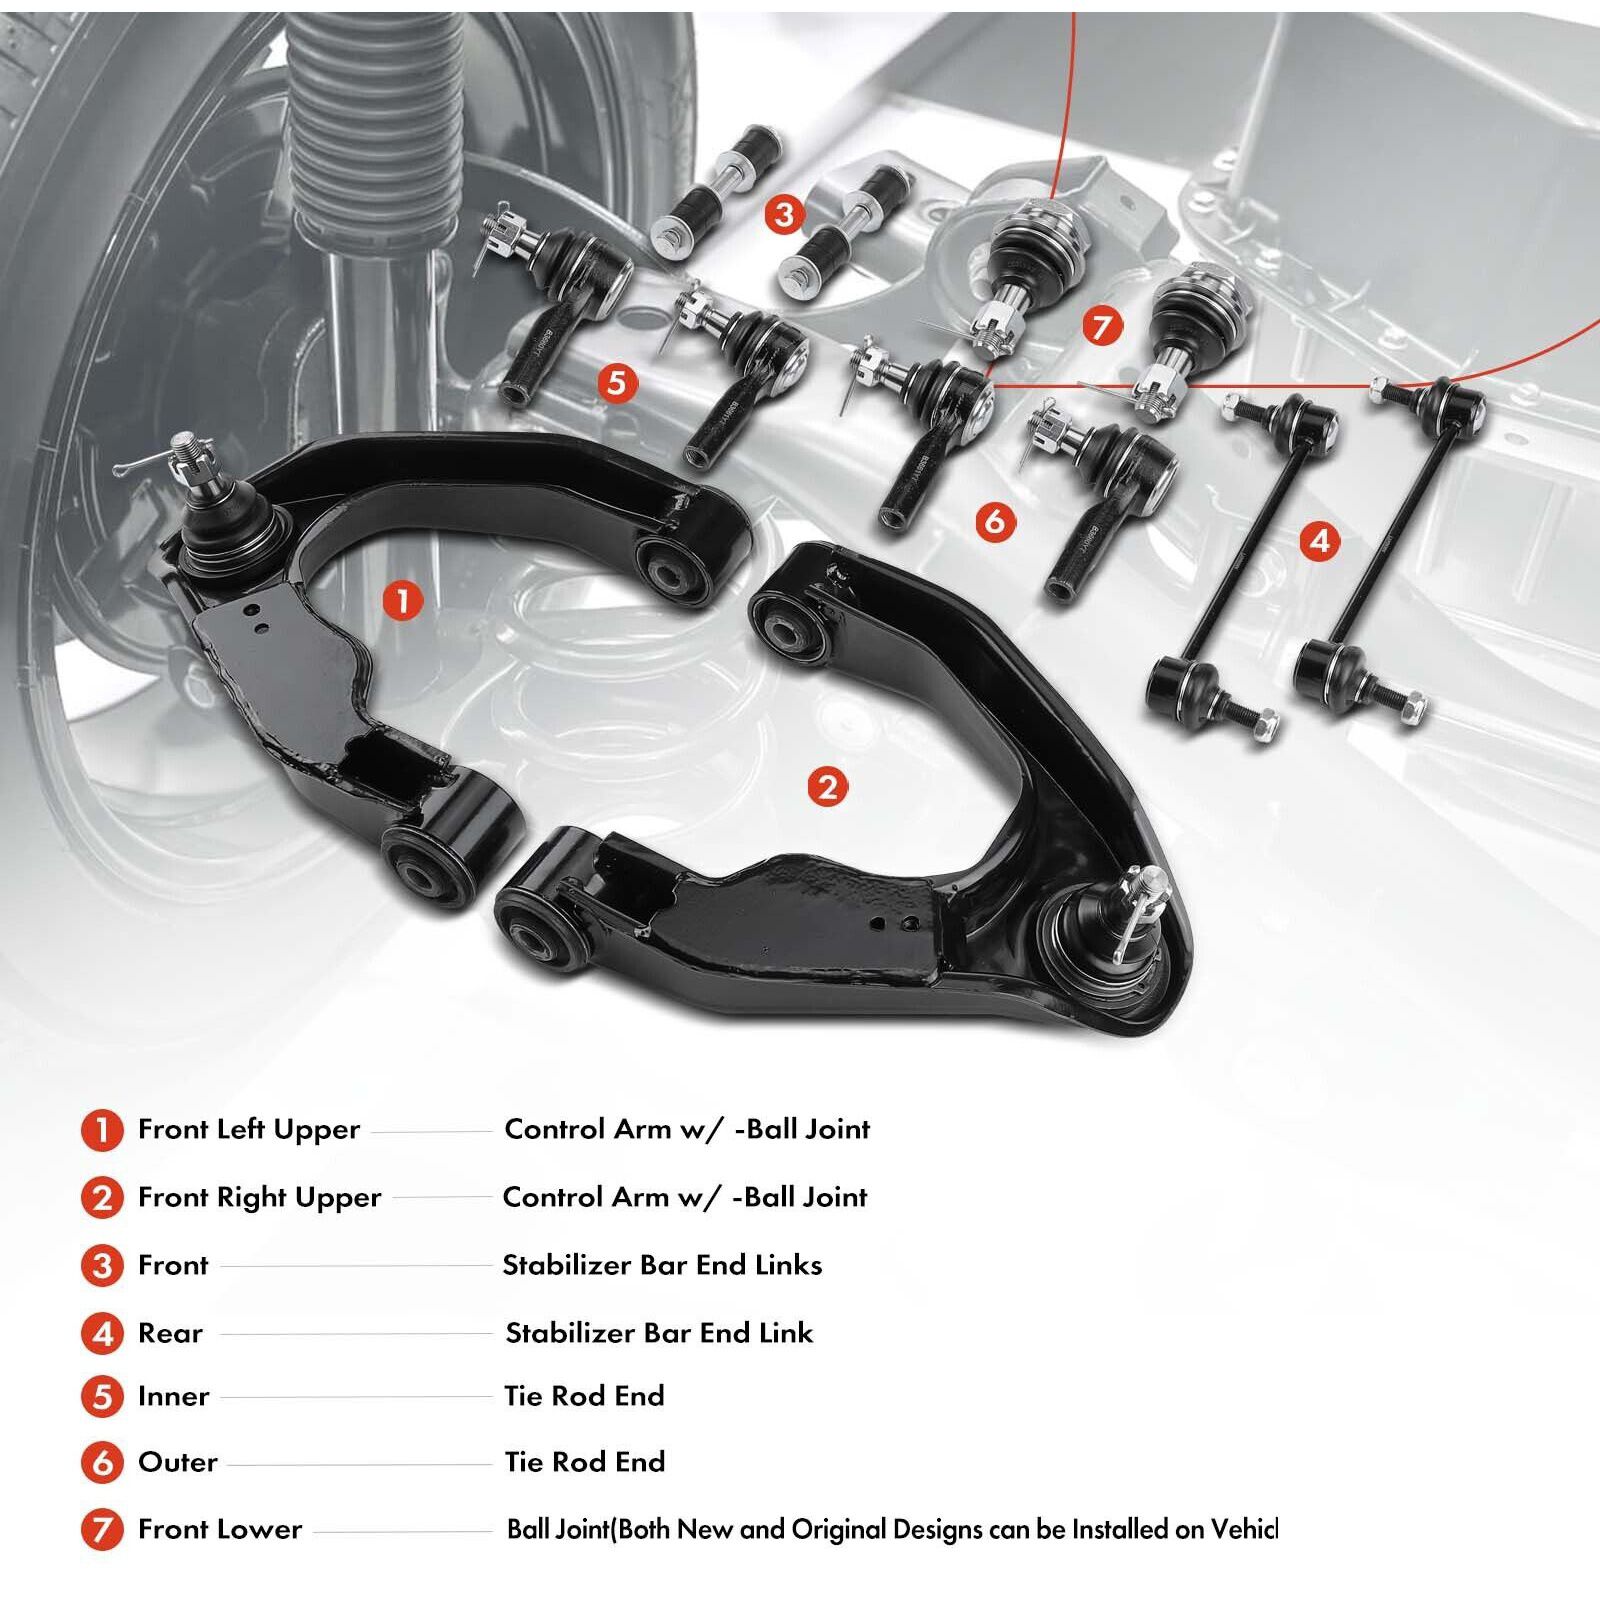 3
7
5
6
4
1
2
1 Front Left Upper Control Arm w/ -Ball Joint
2 Front Right Upper Control Arm w/ -Ball Joint
3 Front Stabilizer Bar End Links
4 Rear Stabilizer Bar End Link
5 Inner Tie Rod End
6 Outer Tie Rod End
7 Front Lower Ball Joint(Both New and Original Designs can be Installed on Vehicl